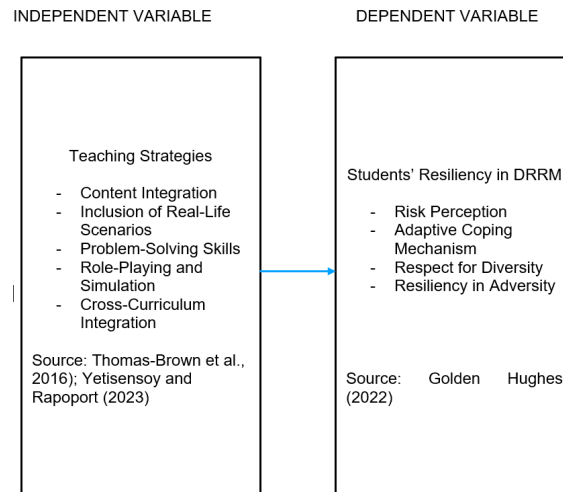 INDEPENDENT VARIABLE
DEPENDENT VARIABLE
Teaching Strategies
- Content Integration
- Inclusion of Real-Life
Scenarios
- Problem-Solving Skills
- Role-Playing and
Simulation
- Cross-Curriculum
Integration
Source: Thomas-Brown et al.,
2016); Yetisensoy and
Rapoport (2023)
Students’ Resiliency in DRRM
- Risk Perception
- Adaptive Coping
Mechanism
- Respect for Diversity
- Resiliency in Adversity
Source: Golden Hughes
(2022)